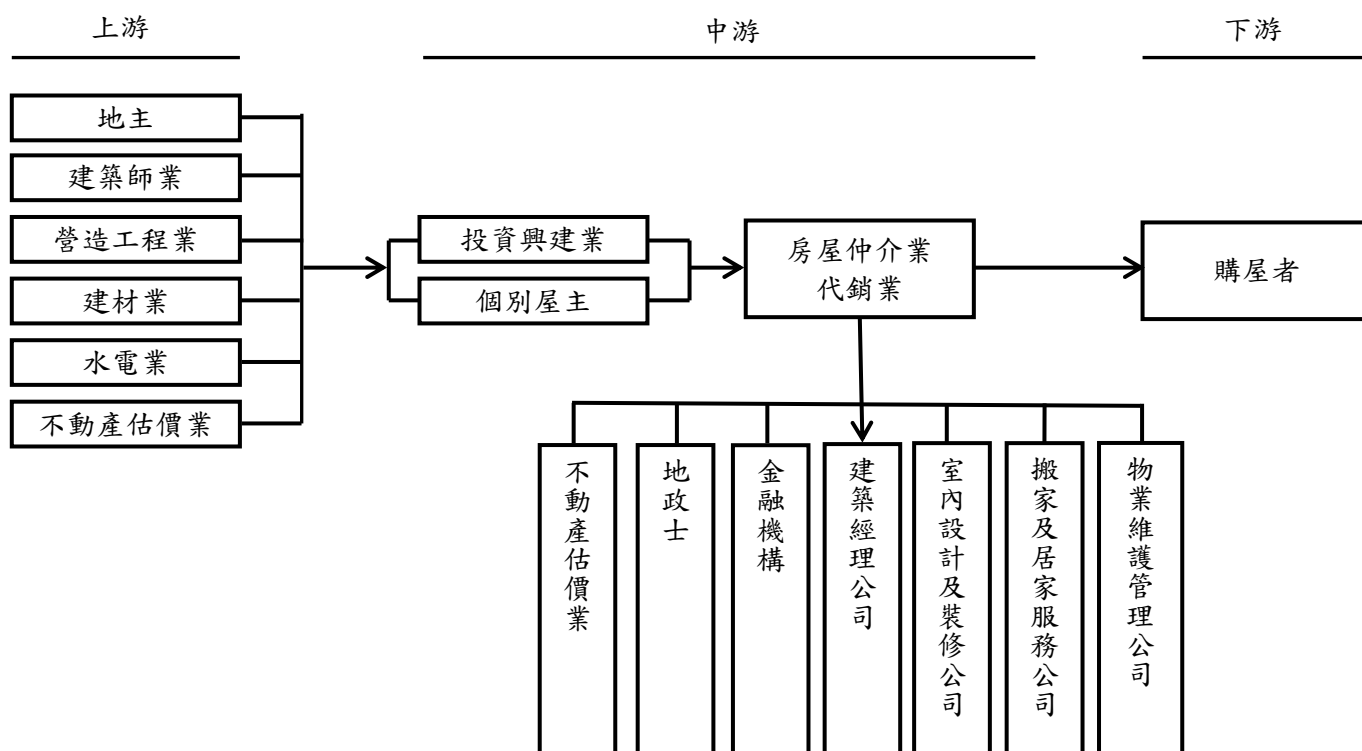 上游
中游
下游
地主
建築師業
營造工程業
建材業
水電業
不動產估價業
投資興建業
個別屋主
房屋仲介業
代銷業
購屋者
不動產估價業
地政士
金融機構
建築經理公司
室內設計及裝修公司
搬家及居家服務公司
物業維護管理公司